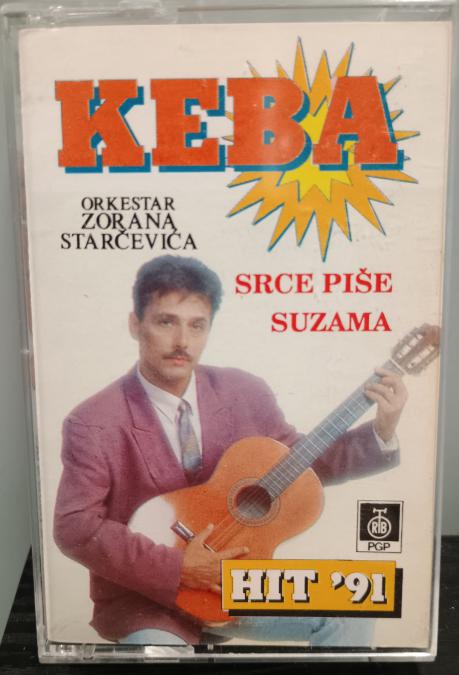 KEBA
ORKESTAR
ZORANA
STARČEVIĆA
SRCE PIŠE
SUZAMA
RTB
PGP
HIT '91